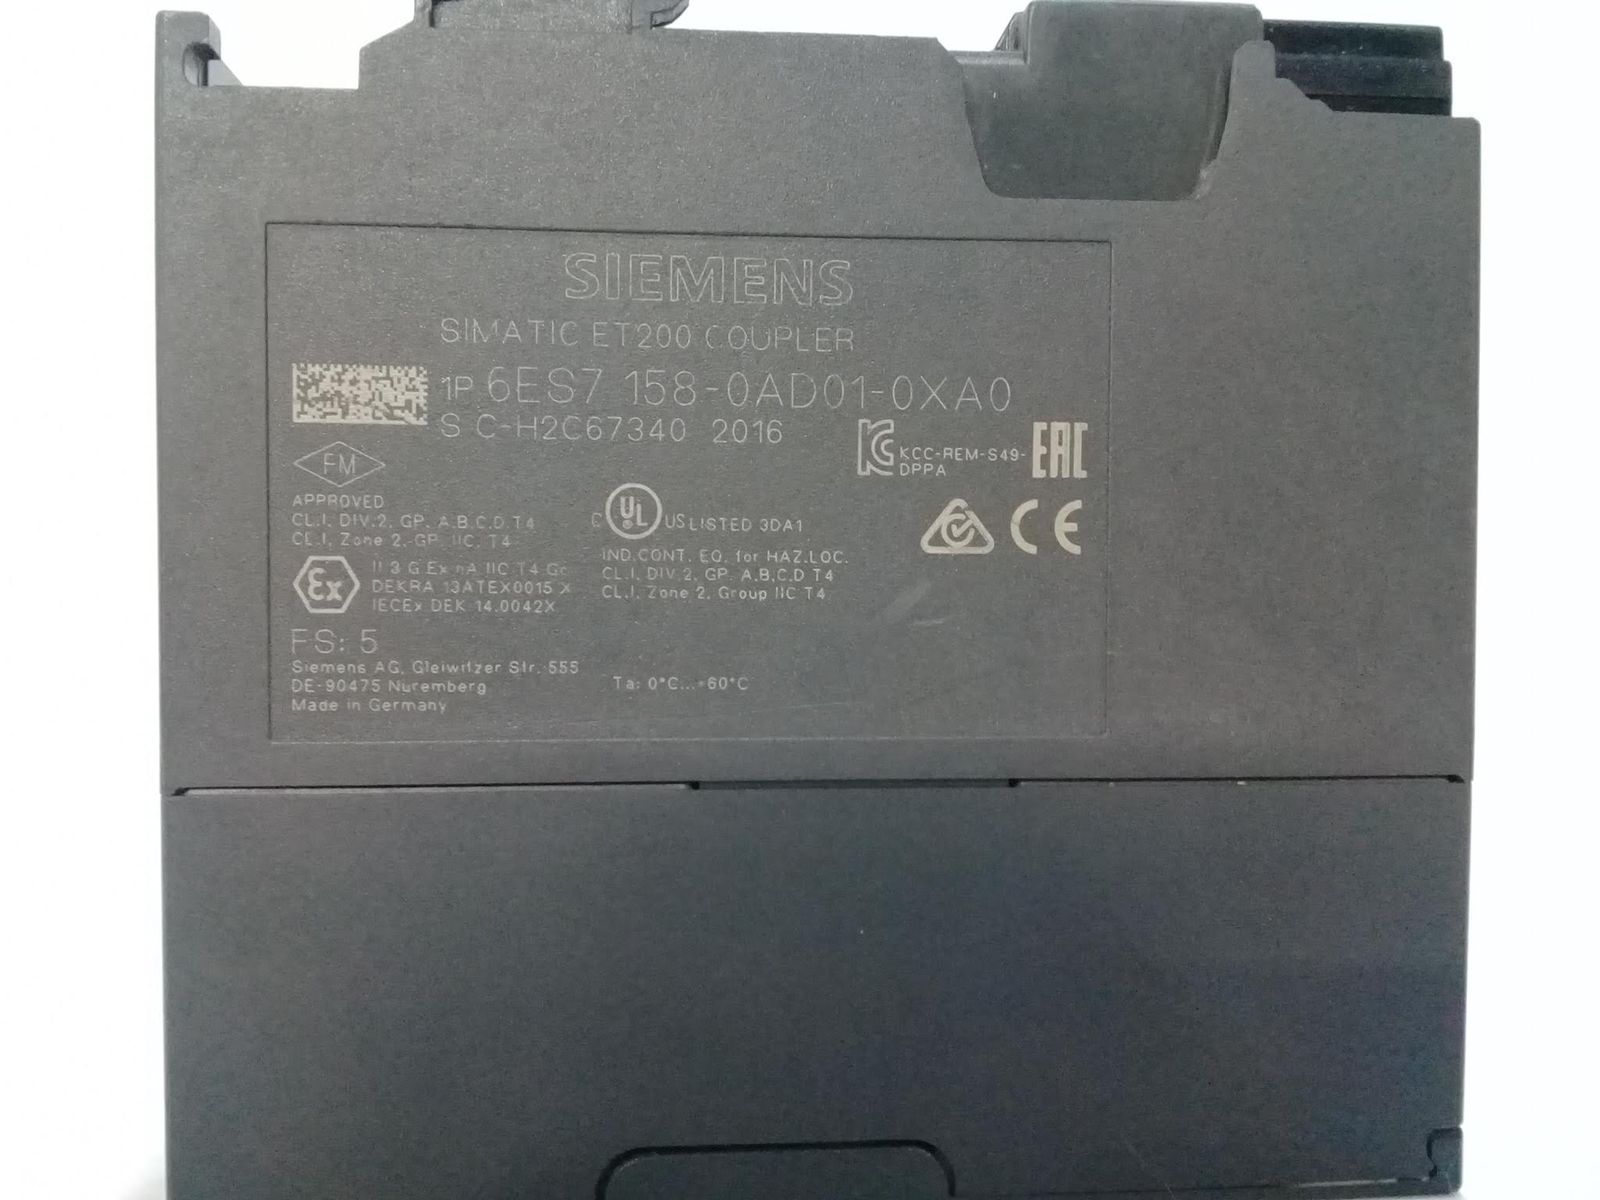 SIEMENS
SIMATIC ET200 COUPLER
1P 6ES7 158-0AD01-0XA0
S C-H2C67340 2016
KCC-REM-S49-
DPPA
EAC
FM
APPROVED
CL.I, DIV.2, GP. A.B.C.D T4
CL.I, Zone 2, GP. IIC, T4
C UL US LISTED 3DA1
IND.CONT. EQ. for HAZ.LOC.
CL.I, DIV.2, GP. A.B.C.D T4
CL.I, Zone 2, Group IIC T4
CE
Ex
II 3 G Ex nA IIC T4 Gc
DEKRA 13ATEX0015 X
IECEx DEK 14.0042X
FS: 5
Siemens AG, Gleiwitzer Str. 555
DE-90475 Nuremberg
Made in Germany
Ta: 0°C...+60°C